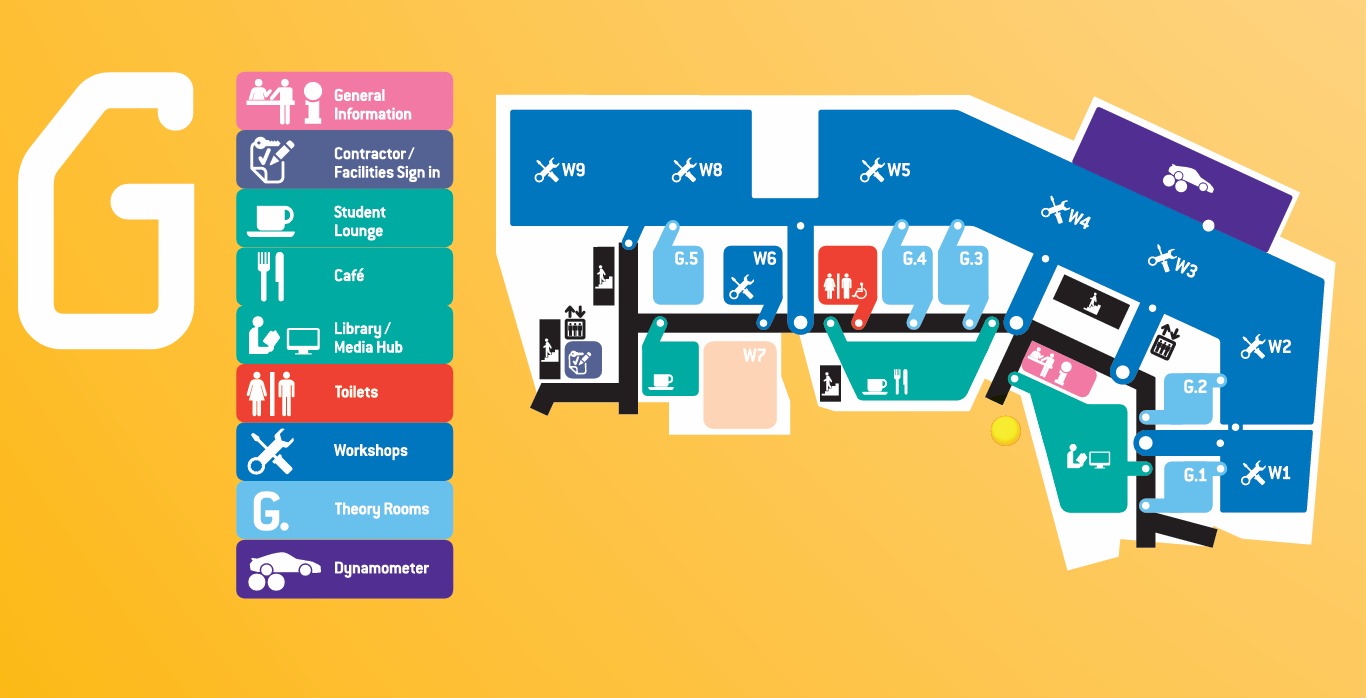 G
General
Information
Contractor /
Facilities Sign in
Student
Lounge
Café
Library /
Media Hub
Toilets
Workshops
G.
Theory Rooms
Dynamometer
W9
W8
W5
W4
W3
G.5
W6
G.4
G.3
W7
W2
G.2
G.1
W1